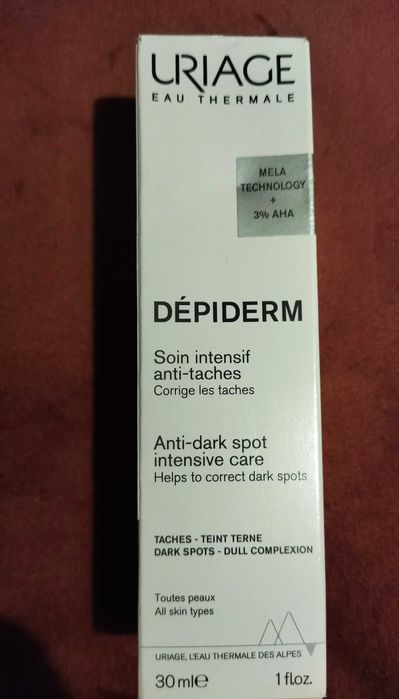 URIAGE
EAU THERMALE
MELA
TECHNOLOGY
+
3% AHA
DÉPIDERM
Soin intensif
anti-taches
Corrige les taches
Anti-dark spot
intensive care
Helps to correct dark spots
TACHES - TEINT TERNE
DARK SPOTS - DULL COMPLEXION
Toutes peaux
All skin types
URIAGE, L'EAU THERMALE DES ALPES
30 ml℮ 1 fl.oz.